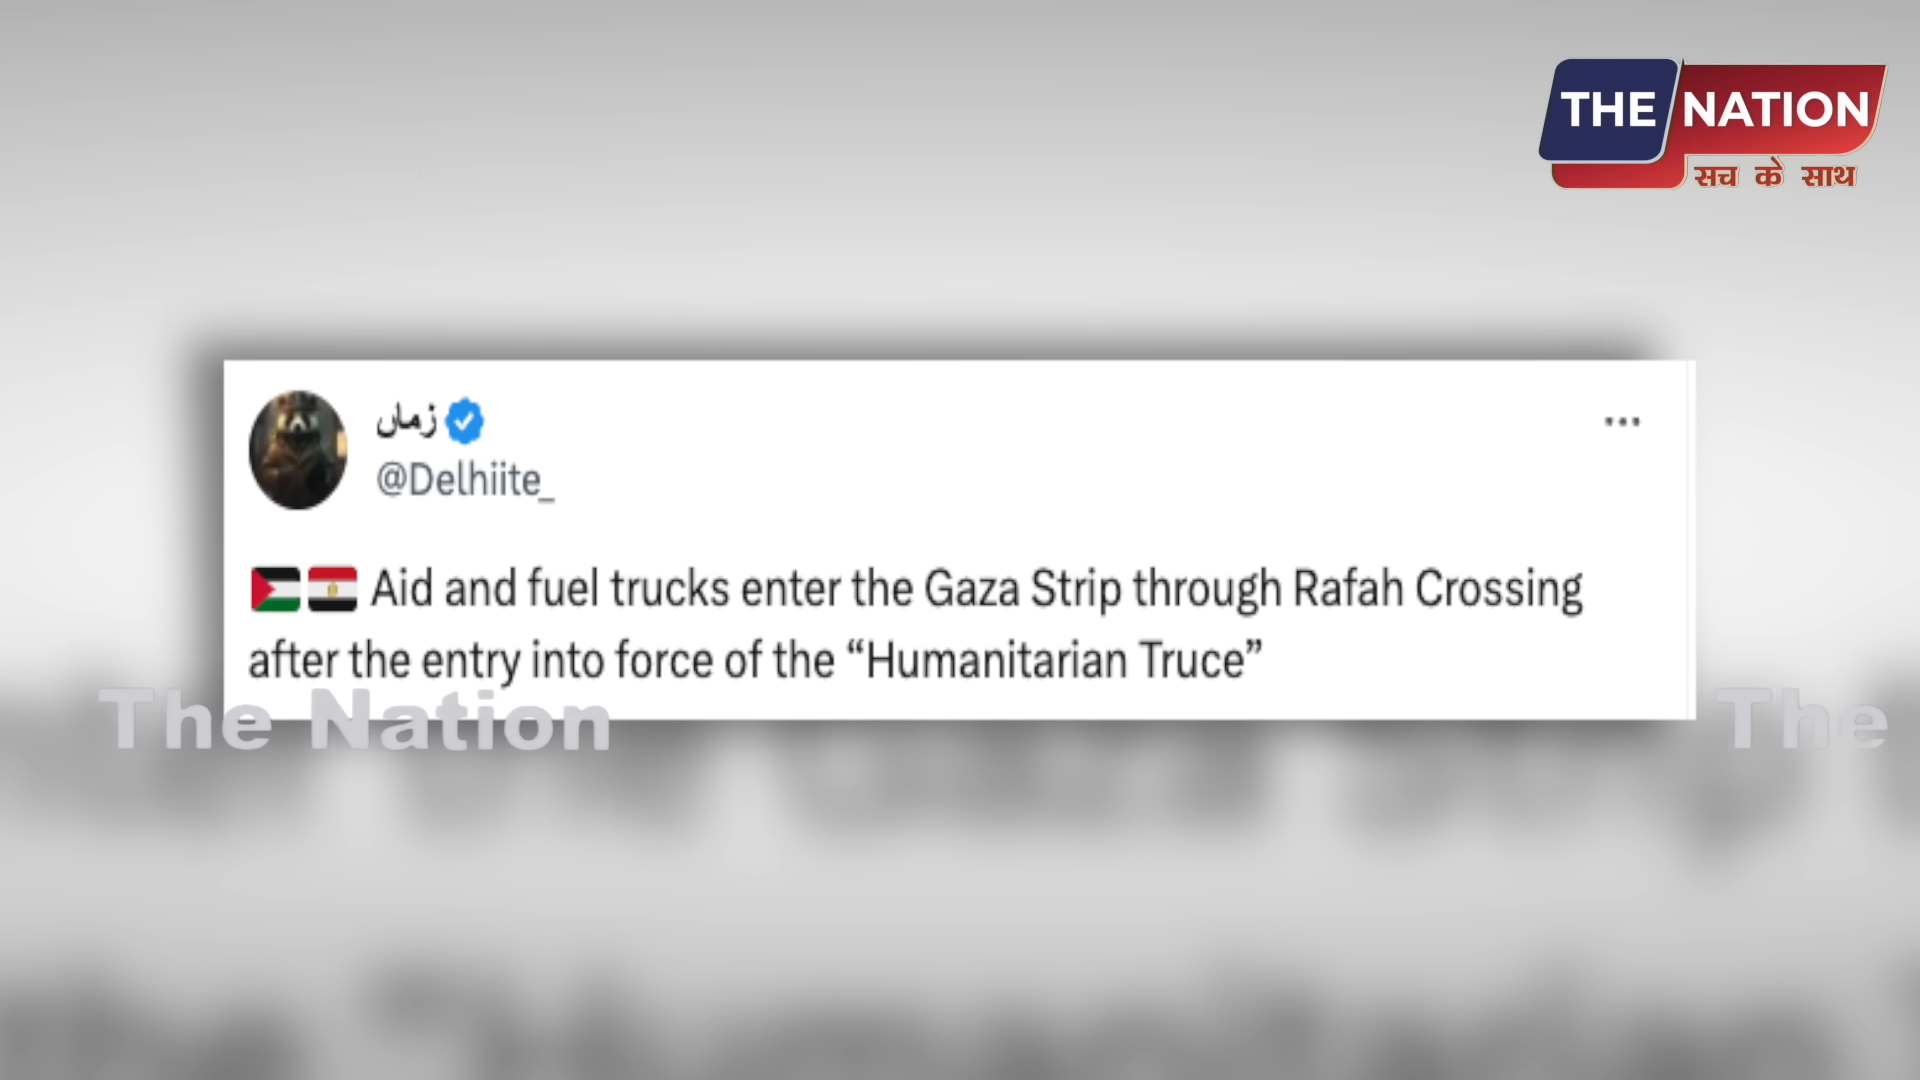 THE NATION
सच के साथ
زماں
@Delhiite_
🇵🇸🇪🇬 Aid and fuel trucks enter the Gaza Strip through Rafah Crossing
after the entry into force of the “Humanitarian Truce”
The Nation
The